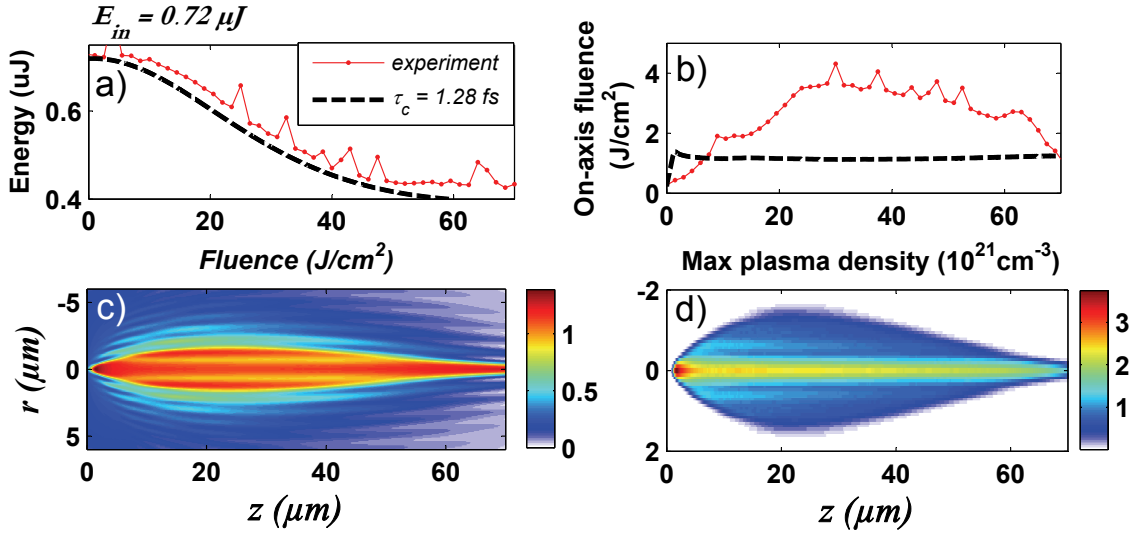 E_in = 0.72 μJ
a)
Energy (uJ)
0.6
0.4
0 20 40 60
experiment
τ_c = 1.28 fs
b)
On-axis fluence
(J/cm²)
4
2
0
0 20 40 60
Fluence (J/cm²)
c)
r (μm)
-5
0
5
0 20 40 60
z (μm)
1
0.5
0
Max plasma density (10²¹cm⁻³)
d)
-2
0
2
0 20 40 60
z (μm)
3
2
1